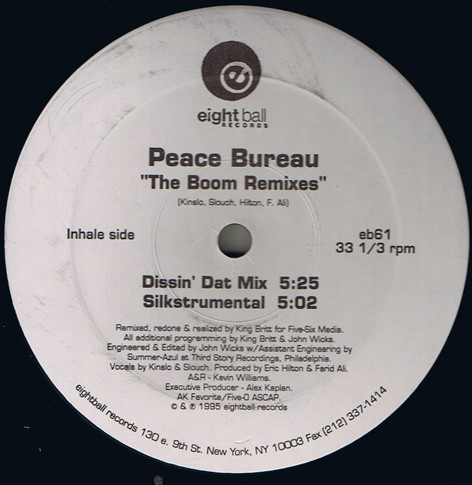 e
eightball
RECORDS
Peace Bureau
"The Boom Remixes"
(Kinslo, Slouch, Hilton, F. Ali)
Inhale side
eb61
33 1/3 rpm
Dissin' Dat Mix 5:25
Silkstrumental 5:02
Remixed, redone & realized by King Britt for Five-Six Media.
All additional programming by King Britt & John Wicks.
Engineered & Edited by John Wicks w/Assistant Engineering by
Summer-Azul at Third Story Recordings, Philadelphia.
Vocals by Kinslo & Slouch. Produced by Eric Hilton & Farid Ali.
A&R - Kevin Williams.
Executive Producer - Alex Kaplan.
AK Favorite/Five-O ASCAP.
© & ℗ 1995 eightball-records
eightball records 130 e. 9th St. New York, NY 10003 Fax (212) 337-1414